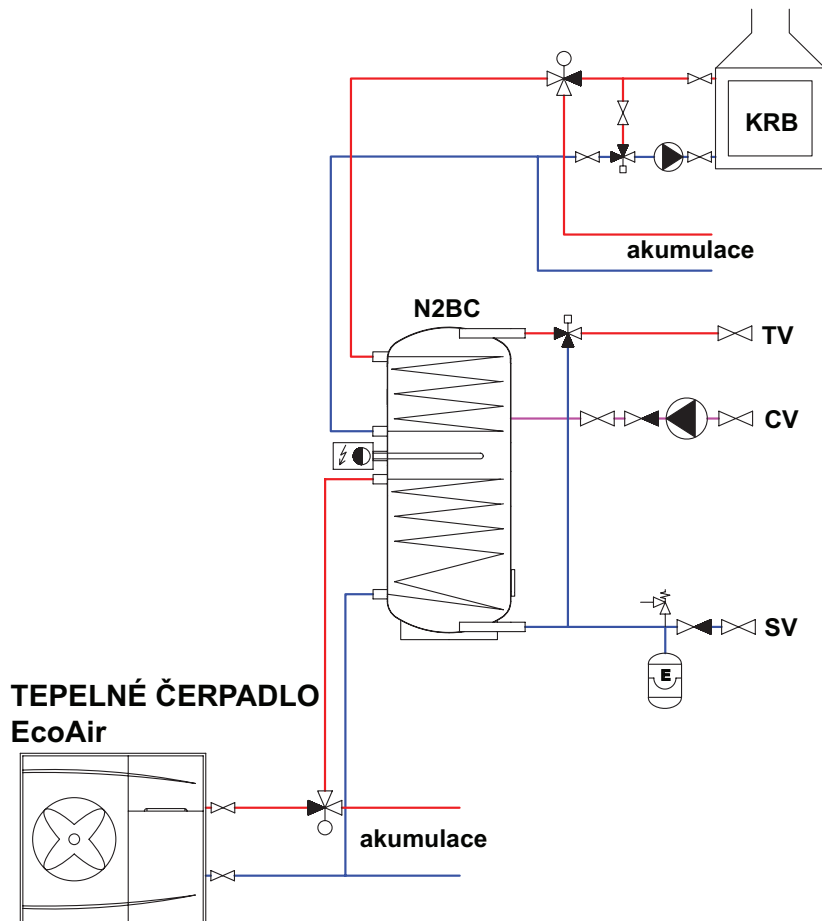 KRB
akumulace
N2BC
TV
CV
SV
E
TEPELNÉ ČERPADLO
EcoAir
akumulace